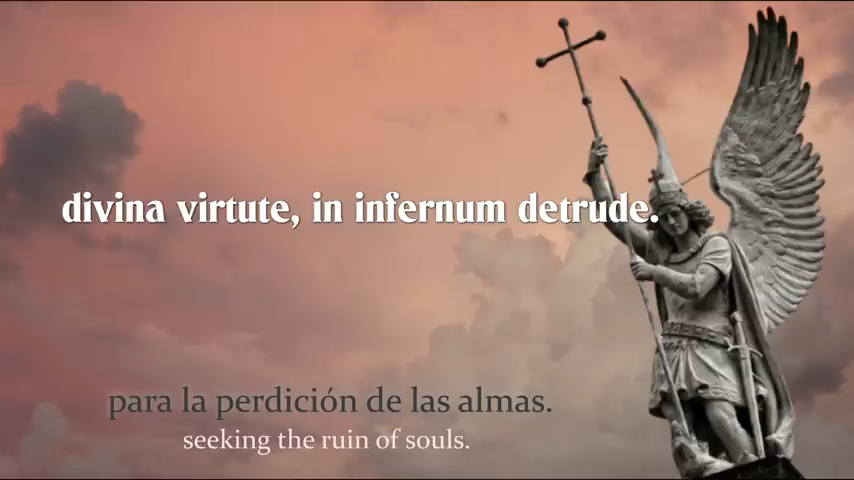 divina virtute, in infernum detrude.
para la perdición de las almas.
seeking the ruin of souls.